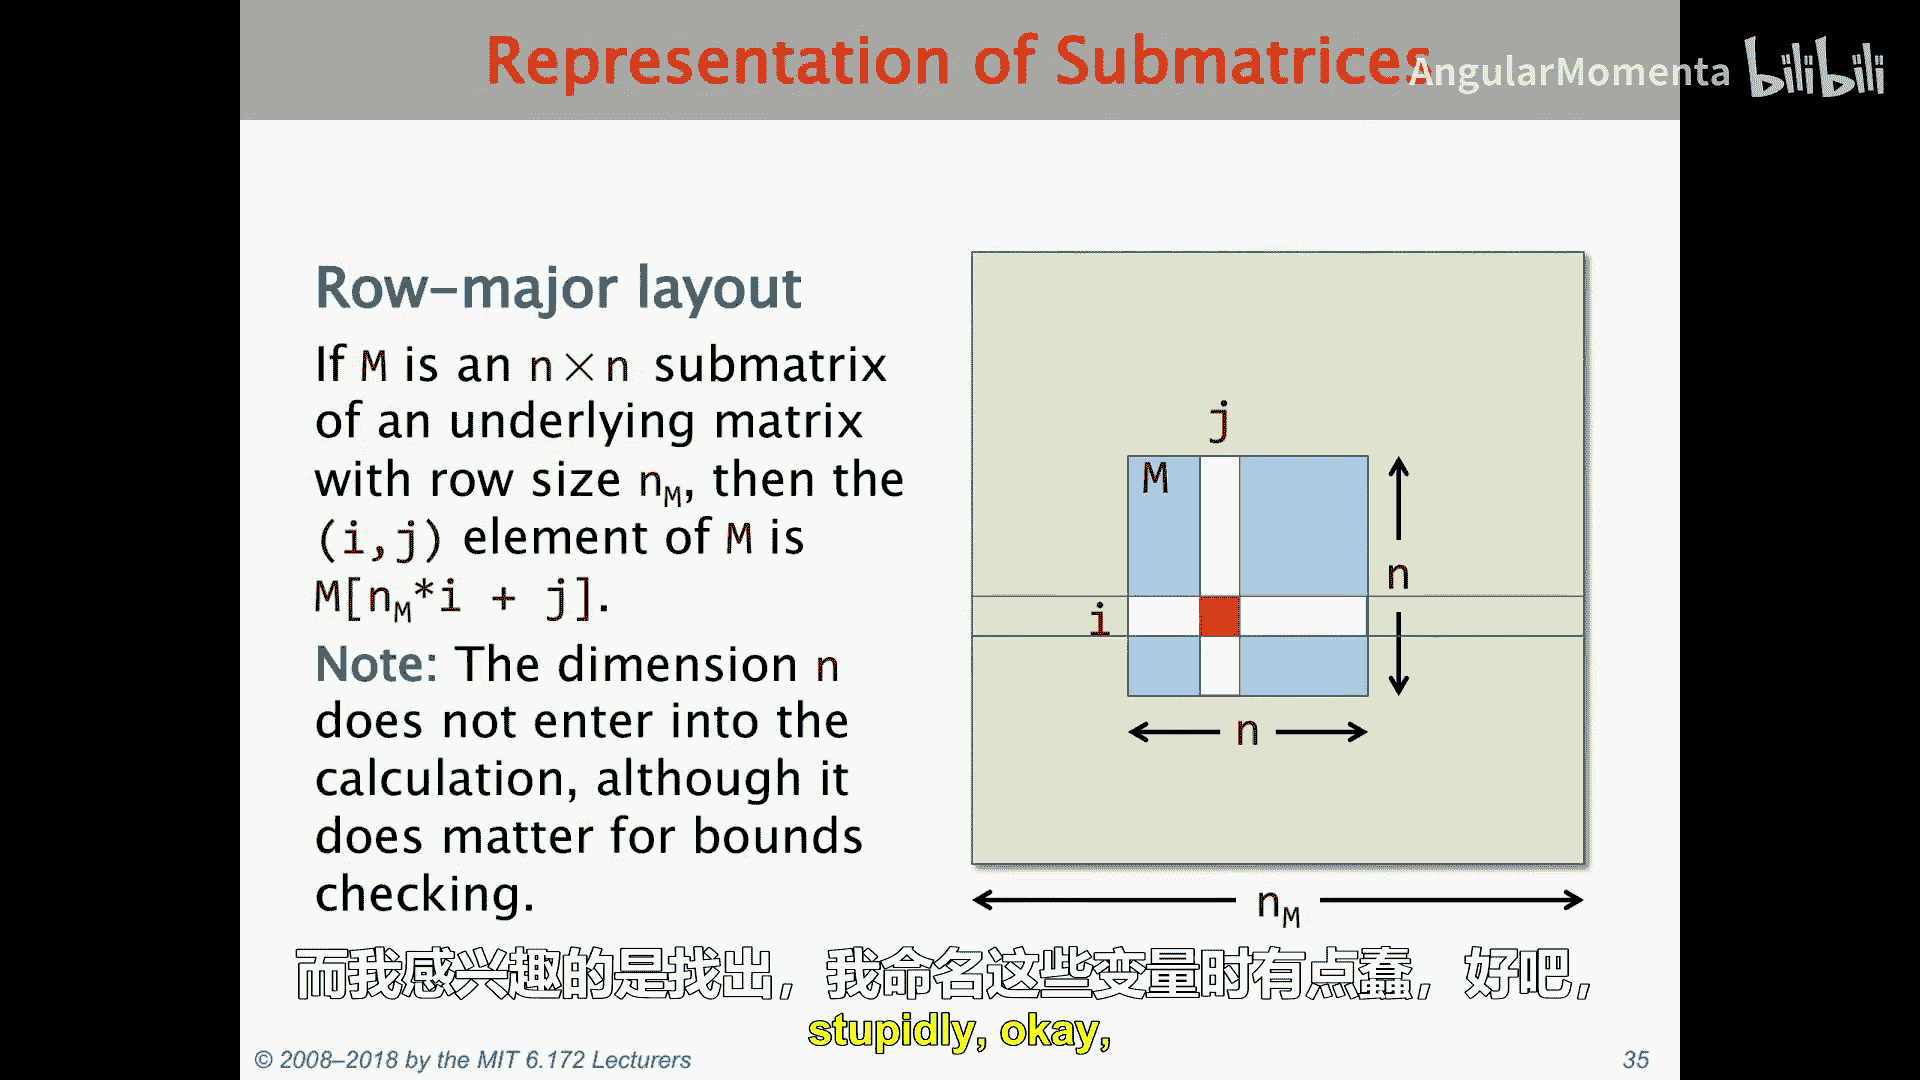 Representation of Submatrices
AngularMomenta bilibili
Row-major layout
If M is an n×n submatrix
of an underlying matrix
with row size nM, then the
(i,j) element of M is
M[nM*i + j].
Note: The dimension n
does not enter into the
calculation, although it
does matter for bounds
checking.
j
M
n
i
n
nM
而我感兴趣的是找出，我命名这些变量时有点蠢，好吧，
stupidly, okay,
© 2008–2018 by the MIT 6.172 Lecturers
35